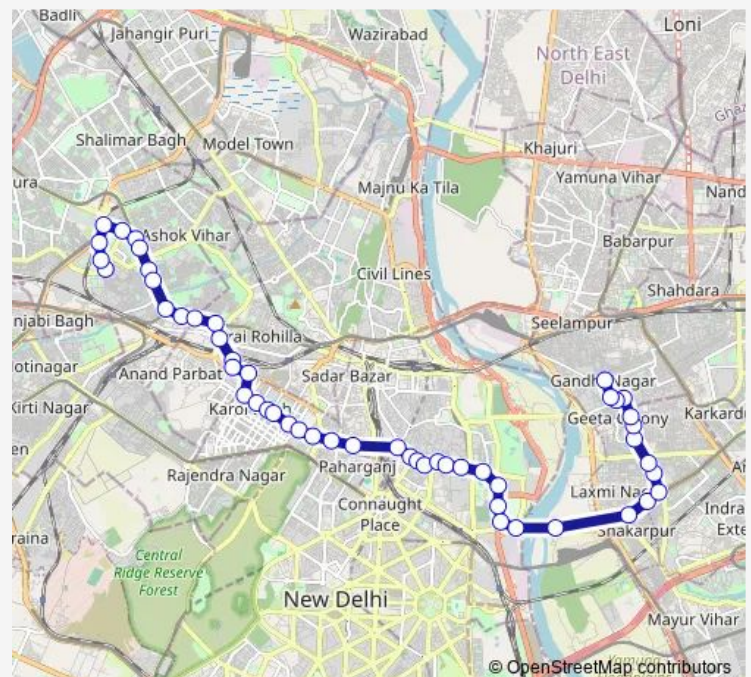 Badli
Jahangir Puri
Wazirabad
Loni
North East
Delhi
Shalimar Bagh
Model Town
Khajuri
ura
Majnu Ka Tila
Yamuna Vihar
Nand
Ashok Vihar
Babarpur
Civil Lines
Shahdara
njabi Bagh
Seelampur
rai Rohilla
otinagar
Anand Parbat
Sadar Bazar
Gandhi Nagar
Kirti Nagar
Geeta Colony
Karkard
en
Paharganj
Rajendra Nagar
Laxmi Na
Connaught
Place
Indra
Exte
raina
Shakarpur
Central
Ridge Reserve
Forest
New Delhi
Mayur Vihar
© OpenStreetMap contributors